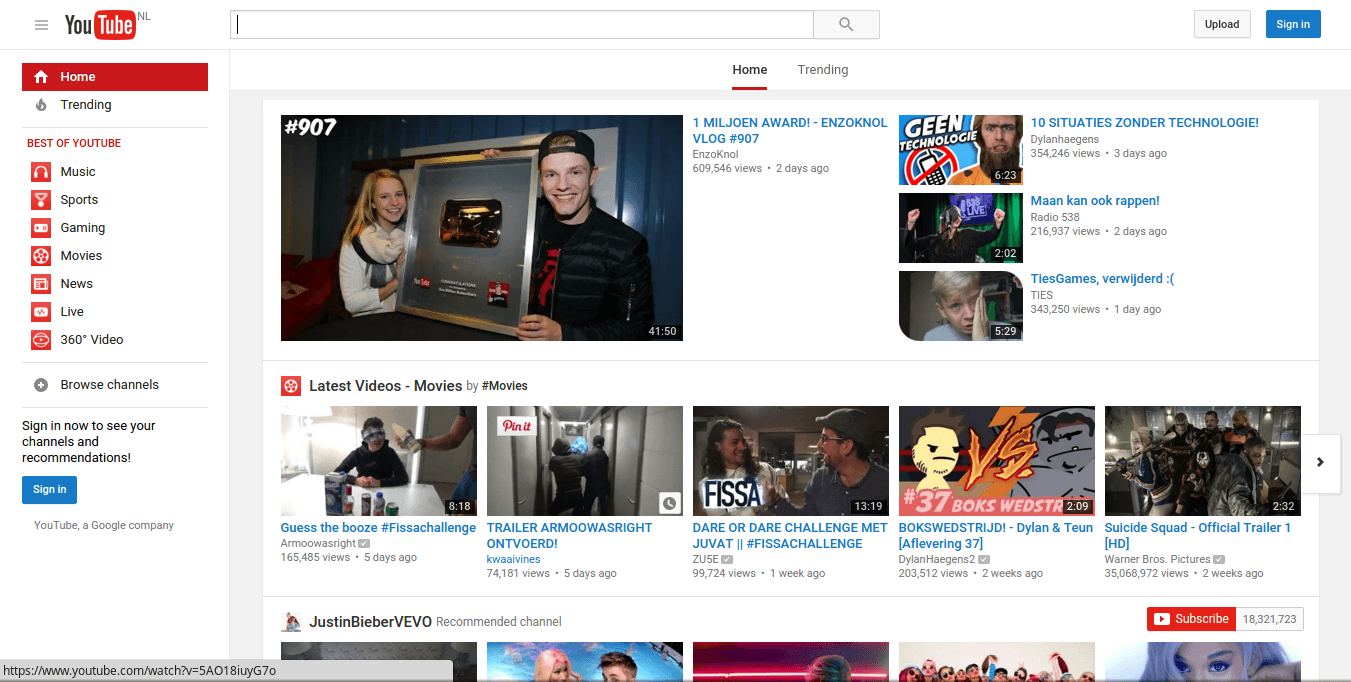 YouTube NL
Upload
Sign in
Home
Trending
BEST OF YOUTUBE
Music
Sports
Gaming
Movies
News
Live
360° Video
Browse channels
Sign in now to see your
channels and
recommendations!
Sign in
YouTube, a Google company
Home
Trending
#907
YouTube
CONGRATULATIONS
41:50
1 MILJOEN AWARD! - ENZOKNOL
VLOG #907
EnzoKnol
609,546 views • 2 days ago
GEEN
TECHNOLOGIE
6:23
10 SITUATIES ZONDER TECHNOLOGIE!
Dylanhaegens
354,246 views • 3 days ago
538
LIVE!
2:02
Maan kan ook rappen!
Radio 538
216,937 views • 2 days ago
5:29
TiesGames, verwijderd :(
TIES
343,250 views • 1 day ago
Latest Videos - Movies by #Movies
8:18
Guess the booze #Fissachallenge
Armoowasright
165,485 views • 5 days ago
Pin it
TRAILER ARMOOWASRIGHT
ONTVOERD!
kwaaivines
74,181 views • 5 days ago
FISSA
13:19
DARE OR DARE CHALLENGE MET
JUVAT || #FISSACHALLENGE
ZU5E
99,724 views • 1 week ago
VS
#37 BOKS WEDSTR
2:09
BOKSWEDSTRIJD! - Dylan & Teun
[Aflevering 37]
DylanHaegens2
203,512 views • 2 weeks ago
2:32
Suicide Squad - Official Trailer 1
[HD]
Warner Bros. Pictures
35,068,972 views • 2 weeks ago
JustinBieberVEVO Recommended channel
Subscribe 18,321,723
https://www.youtube.com/watch?v=5AO18iuyG7o